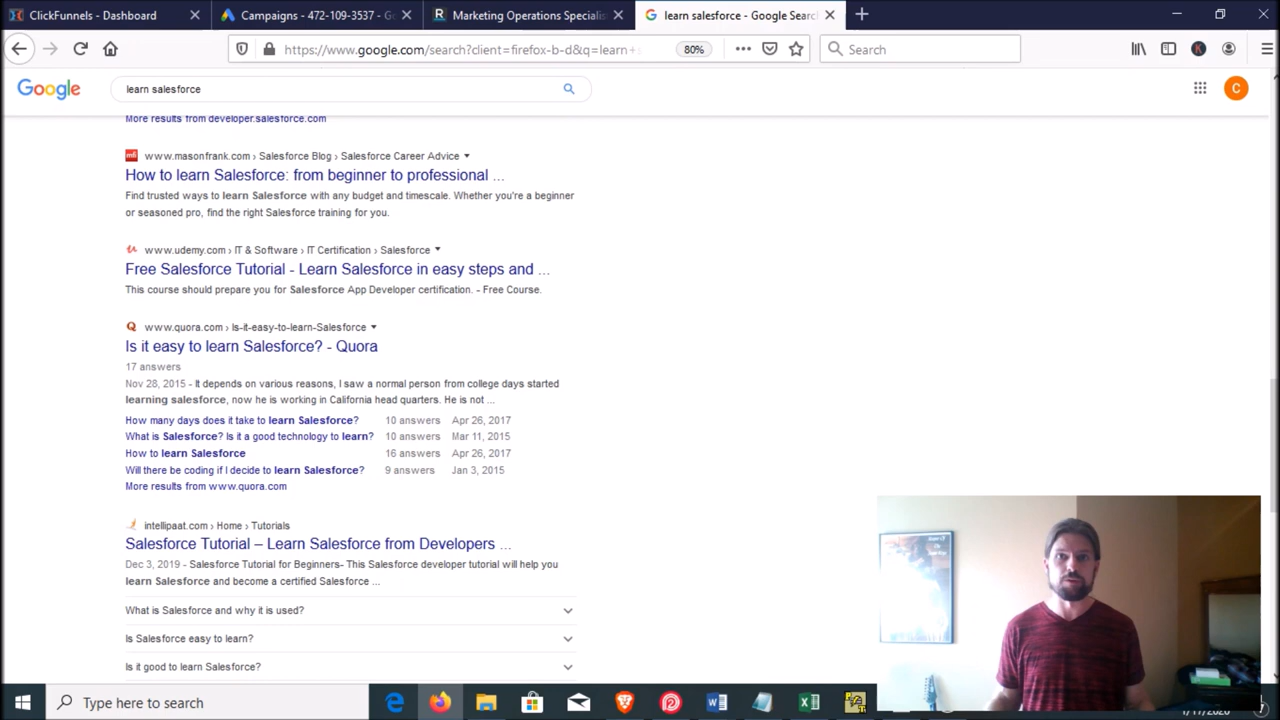 ClickFunnels - Dashboard
Campaigns - 472-109-3537 - Go
Marketing Operations Specialis
learn salesforce - Google Searc
https://www.google.com/search?client=firefox-b-d&q=learn+s
80%
Search
Google
learn salesforce
C
More results from developer.salesforce.com
www.masonfrank.com › Salesforce Blog › Salesforce Career Advice
How to learn Salesforce: from beginner to professional ...
Find trusted ways to learn Salesforce with any budget and timescale. Whether you're a beginner
or seasoned pro, find the right Salesforce training for you.
www.udemy.com › IT & Software › IT Certification › Salesforce
Free Salesforce Tutorial - Learn Salesforce in easy steps and ...
This course should prepare you for Salesforce App Developer certification. - Free Course.
www.quora.com › Is-it-easy-to-learn-Salesforce
Is it easy to learn Salesforce? - Quora
17 answers
Nov 28, 2015 - It depends on various reasons, I saw a normal person from college days started
learning salesforce, now he is working in California head quarters. He is not ...
How many days does it take to learn Salesforce? 10 answers Apr 26, 2017
What is Salesforce? Is it a good technology to learn? 10 answers Mar 11, 2015
How to learn Salesforce 16 answers Apr 26, 2017
Will there be coding if I decide to learn Salesforce? 9 answers Jan 3, 2015
More results from www.quora.com
intellipaat.com › Home › Tutorials
Salesforce Tutorial – Learn Salesforce from Developers ...
Dec 3, 2019 - Salesforce Tutorial for Beginners- This Salesforce developer tutorial will help you
learn Salesforce and become a certified Salesforce ...
What is Salesforce and why it is used?
Is Salesforce easy to learn?
Is it good to learn Salesforce?
Type here to search
1/17/2020